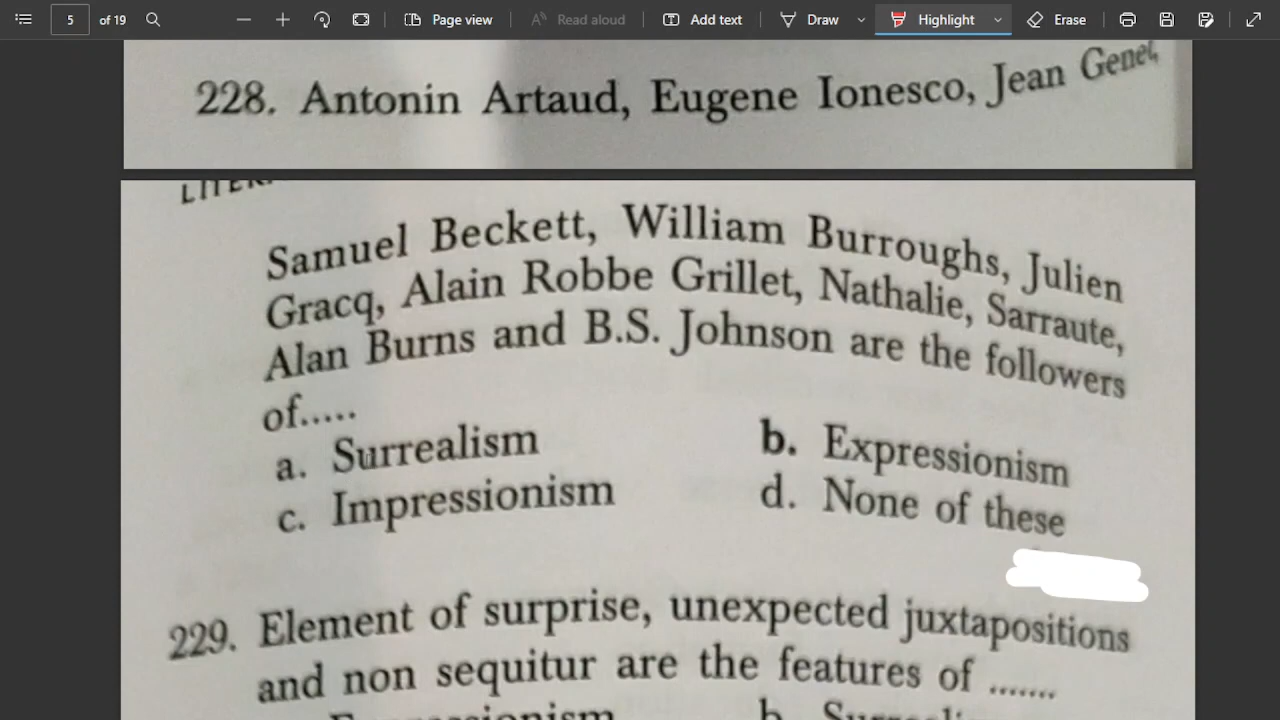 5 of 19 Page view Read aloud Add text Draw Highlight Erase
228. Antonin Artaud, Eugene Ionesco, Jean Genet,
Samuel Beckett, William Burroughs, Julien
Gracq, Alain Robbe Grillet, Nathalie, Sarraute,
Alan Burns and B.S. Johnson are the followers
of.....
a. Surrealism b. Expressionism
c. Impressionism d. None of these
229. Element of surprise, unexpected juxtapositions
and non sequitur are the features of .......